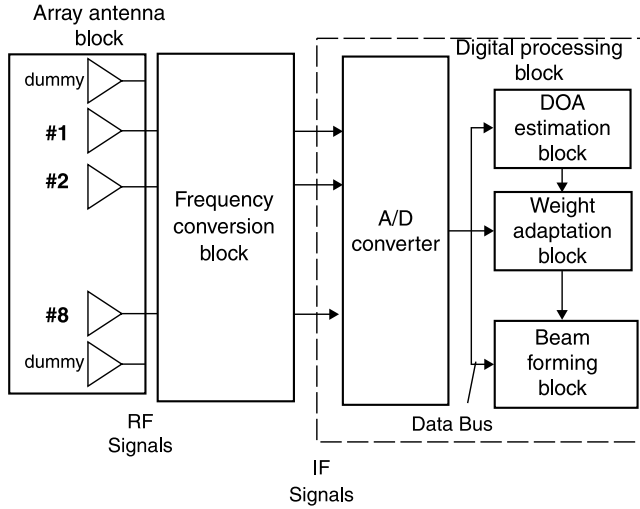 Array antenna
block
dummy
#1
#2
#8
dummy
RF
Signals
Frequency
conversion
block
IF
Signals
Digital processing
block
A/D
converter
DOA
estimation
block
Weight
adaptation
block
Beam
forming
block
Data Bus